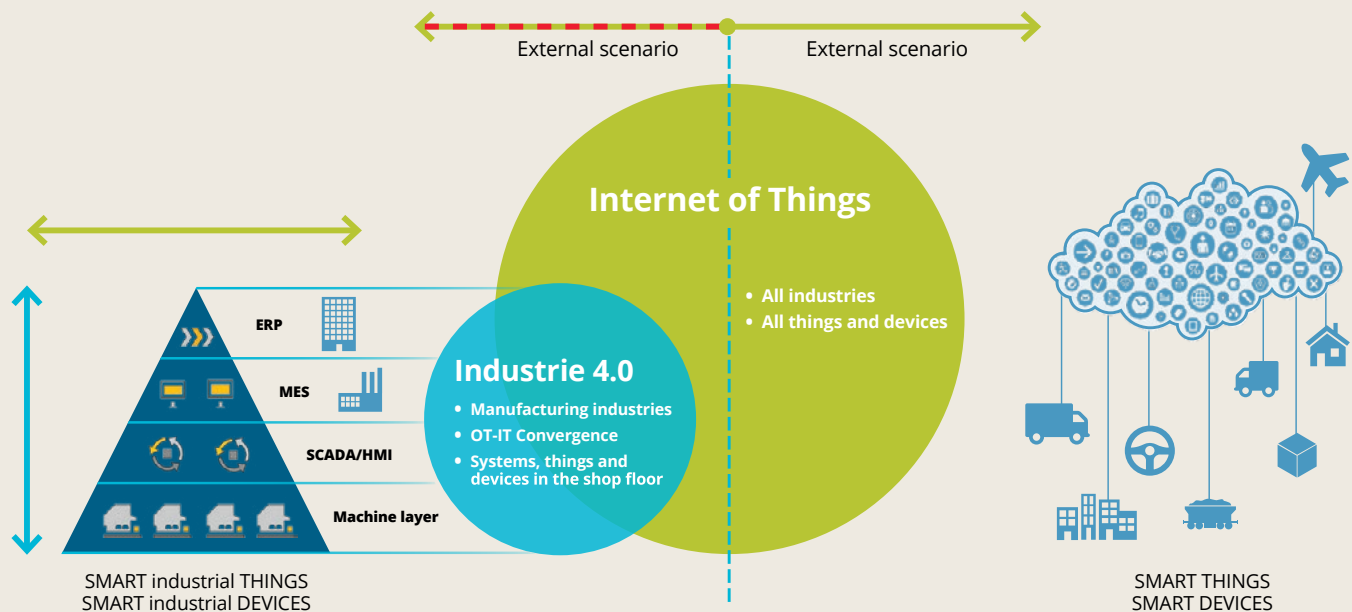 External scenario
External scenario
Internet of Things
• All industries
• All things and devices
Industrie 4.0
• Manufacturing industries
• OT-IT Convergence
• Systems, things and
devices in the shop floor
ERP
MES
SCADA/HMI
Machine layer
SMART industrial THINGS
SMART industrial DEVICES
SMART THINGS
SMART DEVICES